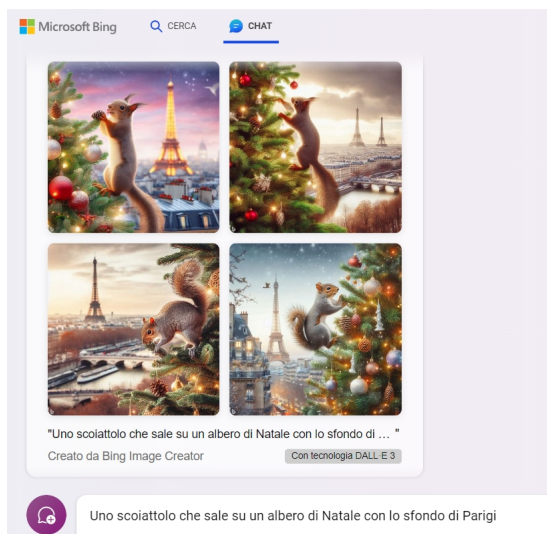 Microsoft Bing
CERCA
CHAT
"Uno scoiattolo che sale su un albero di Natale con lo sfondo di ... "
Creato da Bing Image Creator
Con tecnologia DALL·E 3
Uno scoiattolo che sale su un albero di Natale con lo sfondo di Parigi